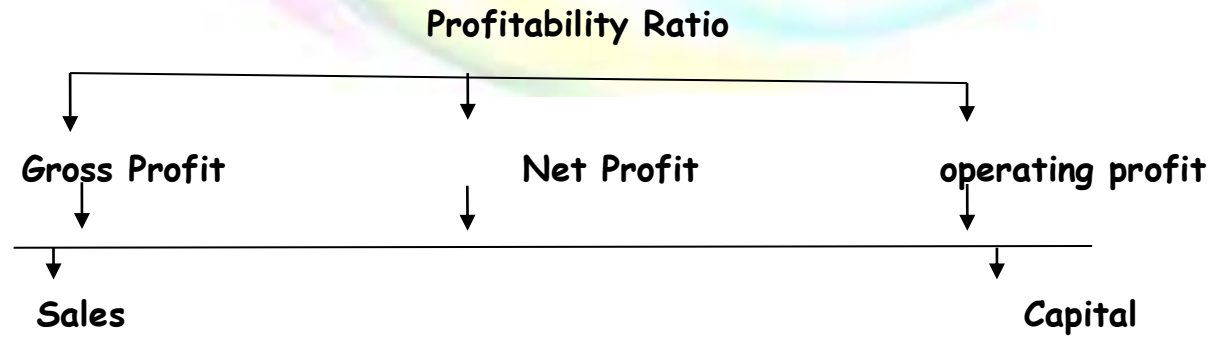 Profitability Ratio
Gross Profit Net Profit operating profit
Sales Capital